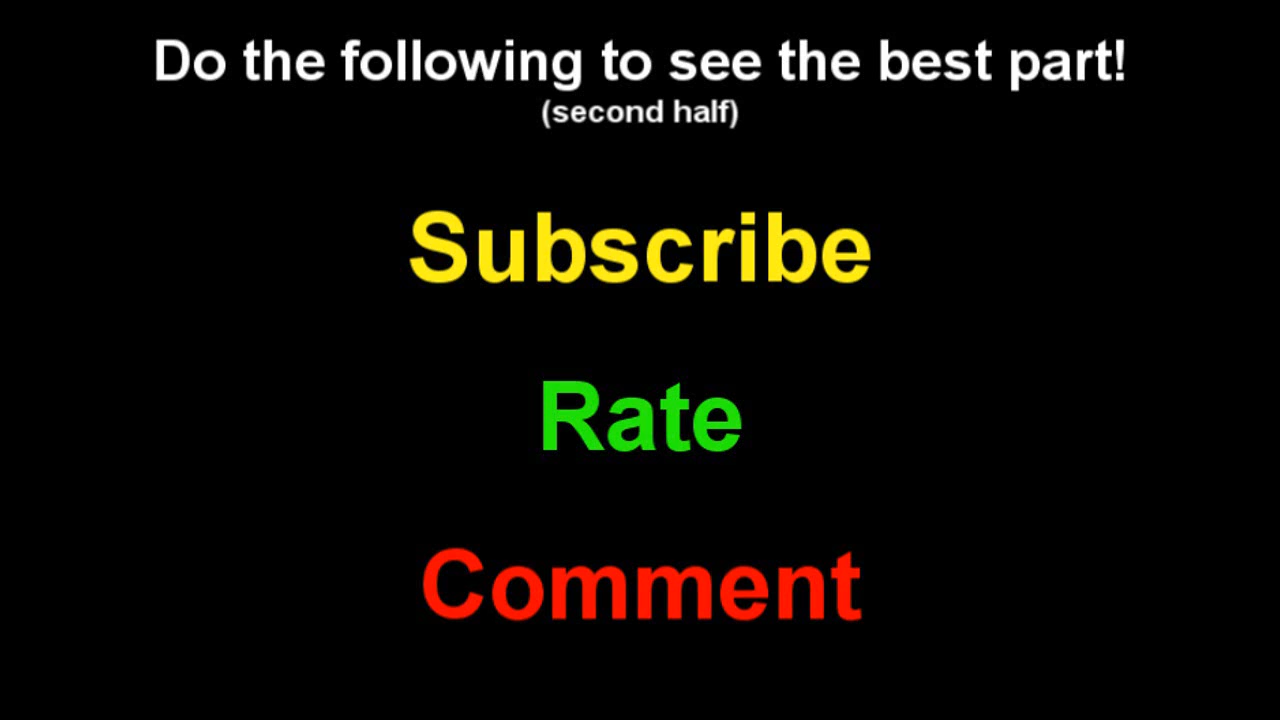 Do the following to see the best part!
(second half)
Subscribe
Rate
Comment